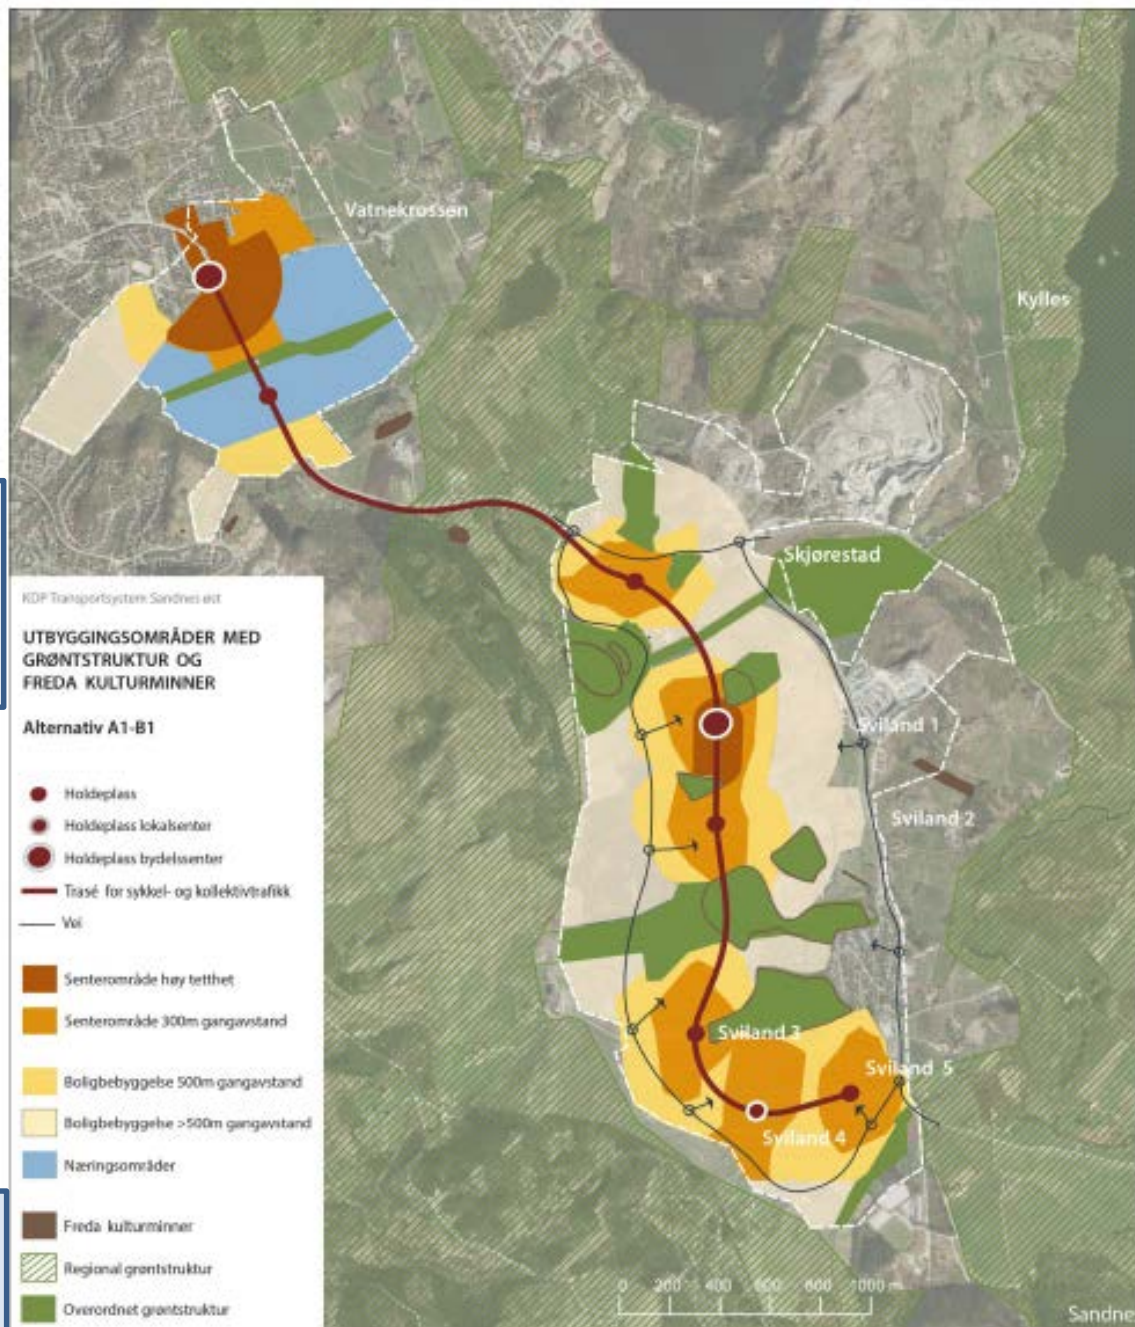 Vatnekrossen
Kylles
Skjørestad
Sviland 1
Sviland 2
Sviland 3
Sviland 5
Sviland 4
KDP Transportsystem Sandnes øst
UTBYGGINGSOMRÅDER MED
GRØNTSTRUKTUR OG
FREDA KULTURMINNER
Alternativ A1-B1
Holdeplass
Holdeplass lokalsenter
Holdeplass bydelssenter
Trasé for sykkel- og kollektivtrafikk
Vei
Senterområde høy tetthet
Senterområde 300m gangavstand
Boligbebyggelse 500m gangavstand
Boligbebyggelse >500m gangavstand
Næringsområder
Freda kulturminner
Regional grøntstruktur
Overordnet grøntstruktur
0 200 400 600 800 1000 m
Sandne